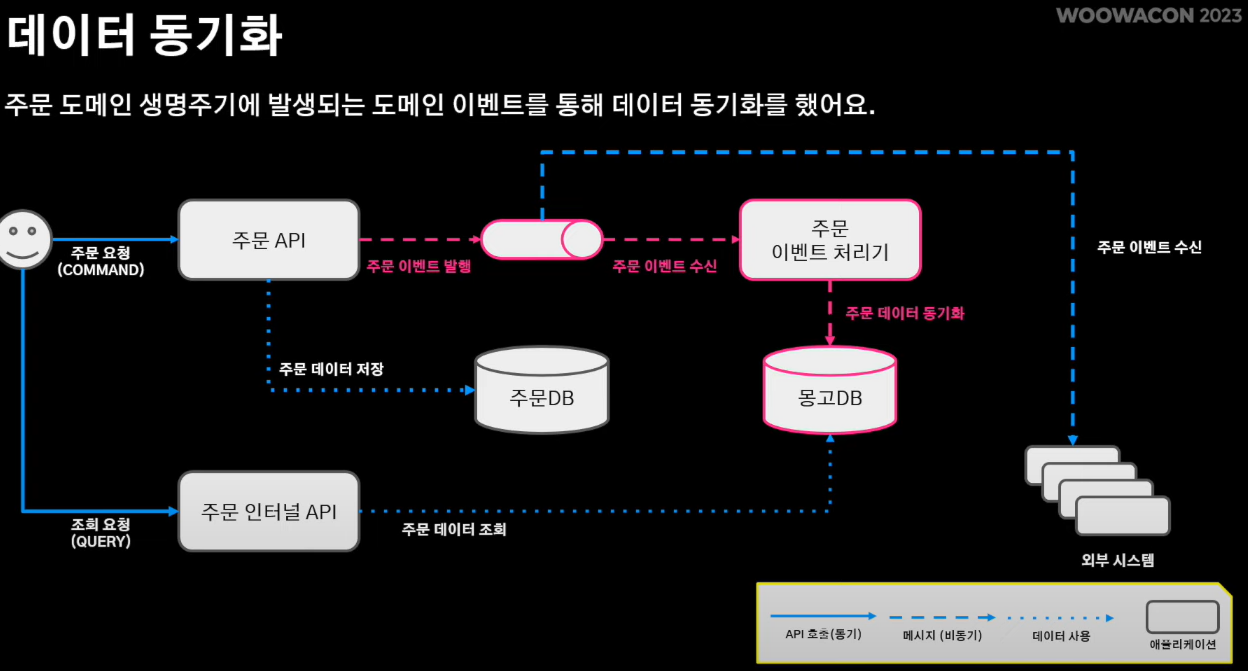 WOOWACON 2023
데이터 동기화
주문 도메인 생명주기에 발생되는 도메인 이벤트를 통해 데이터 동기화를 했어요.
주문 요청
(COMMAND)
주문 API
주문 이벤트 발행
주문 이벤트 수신
주문
이벤트 처리기
주문 이벤트 수신
주문 데이터 동기화
주문 데이터 저장
주문DB
몽고DB
조회 요청
(QUERY)
주문 인터널 API
주문 데이터 조회
외부 시스템
API 호출(동기)
메시지 (비동기)
데이터 사용
애플리케이션